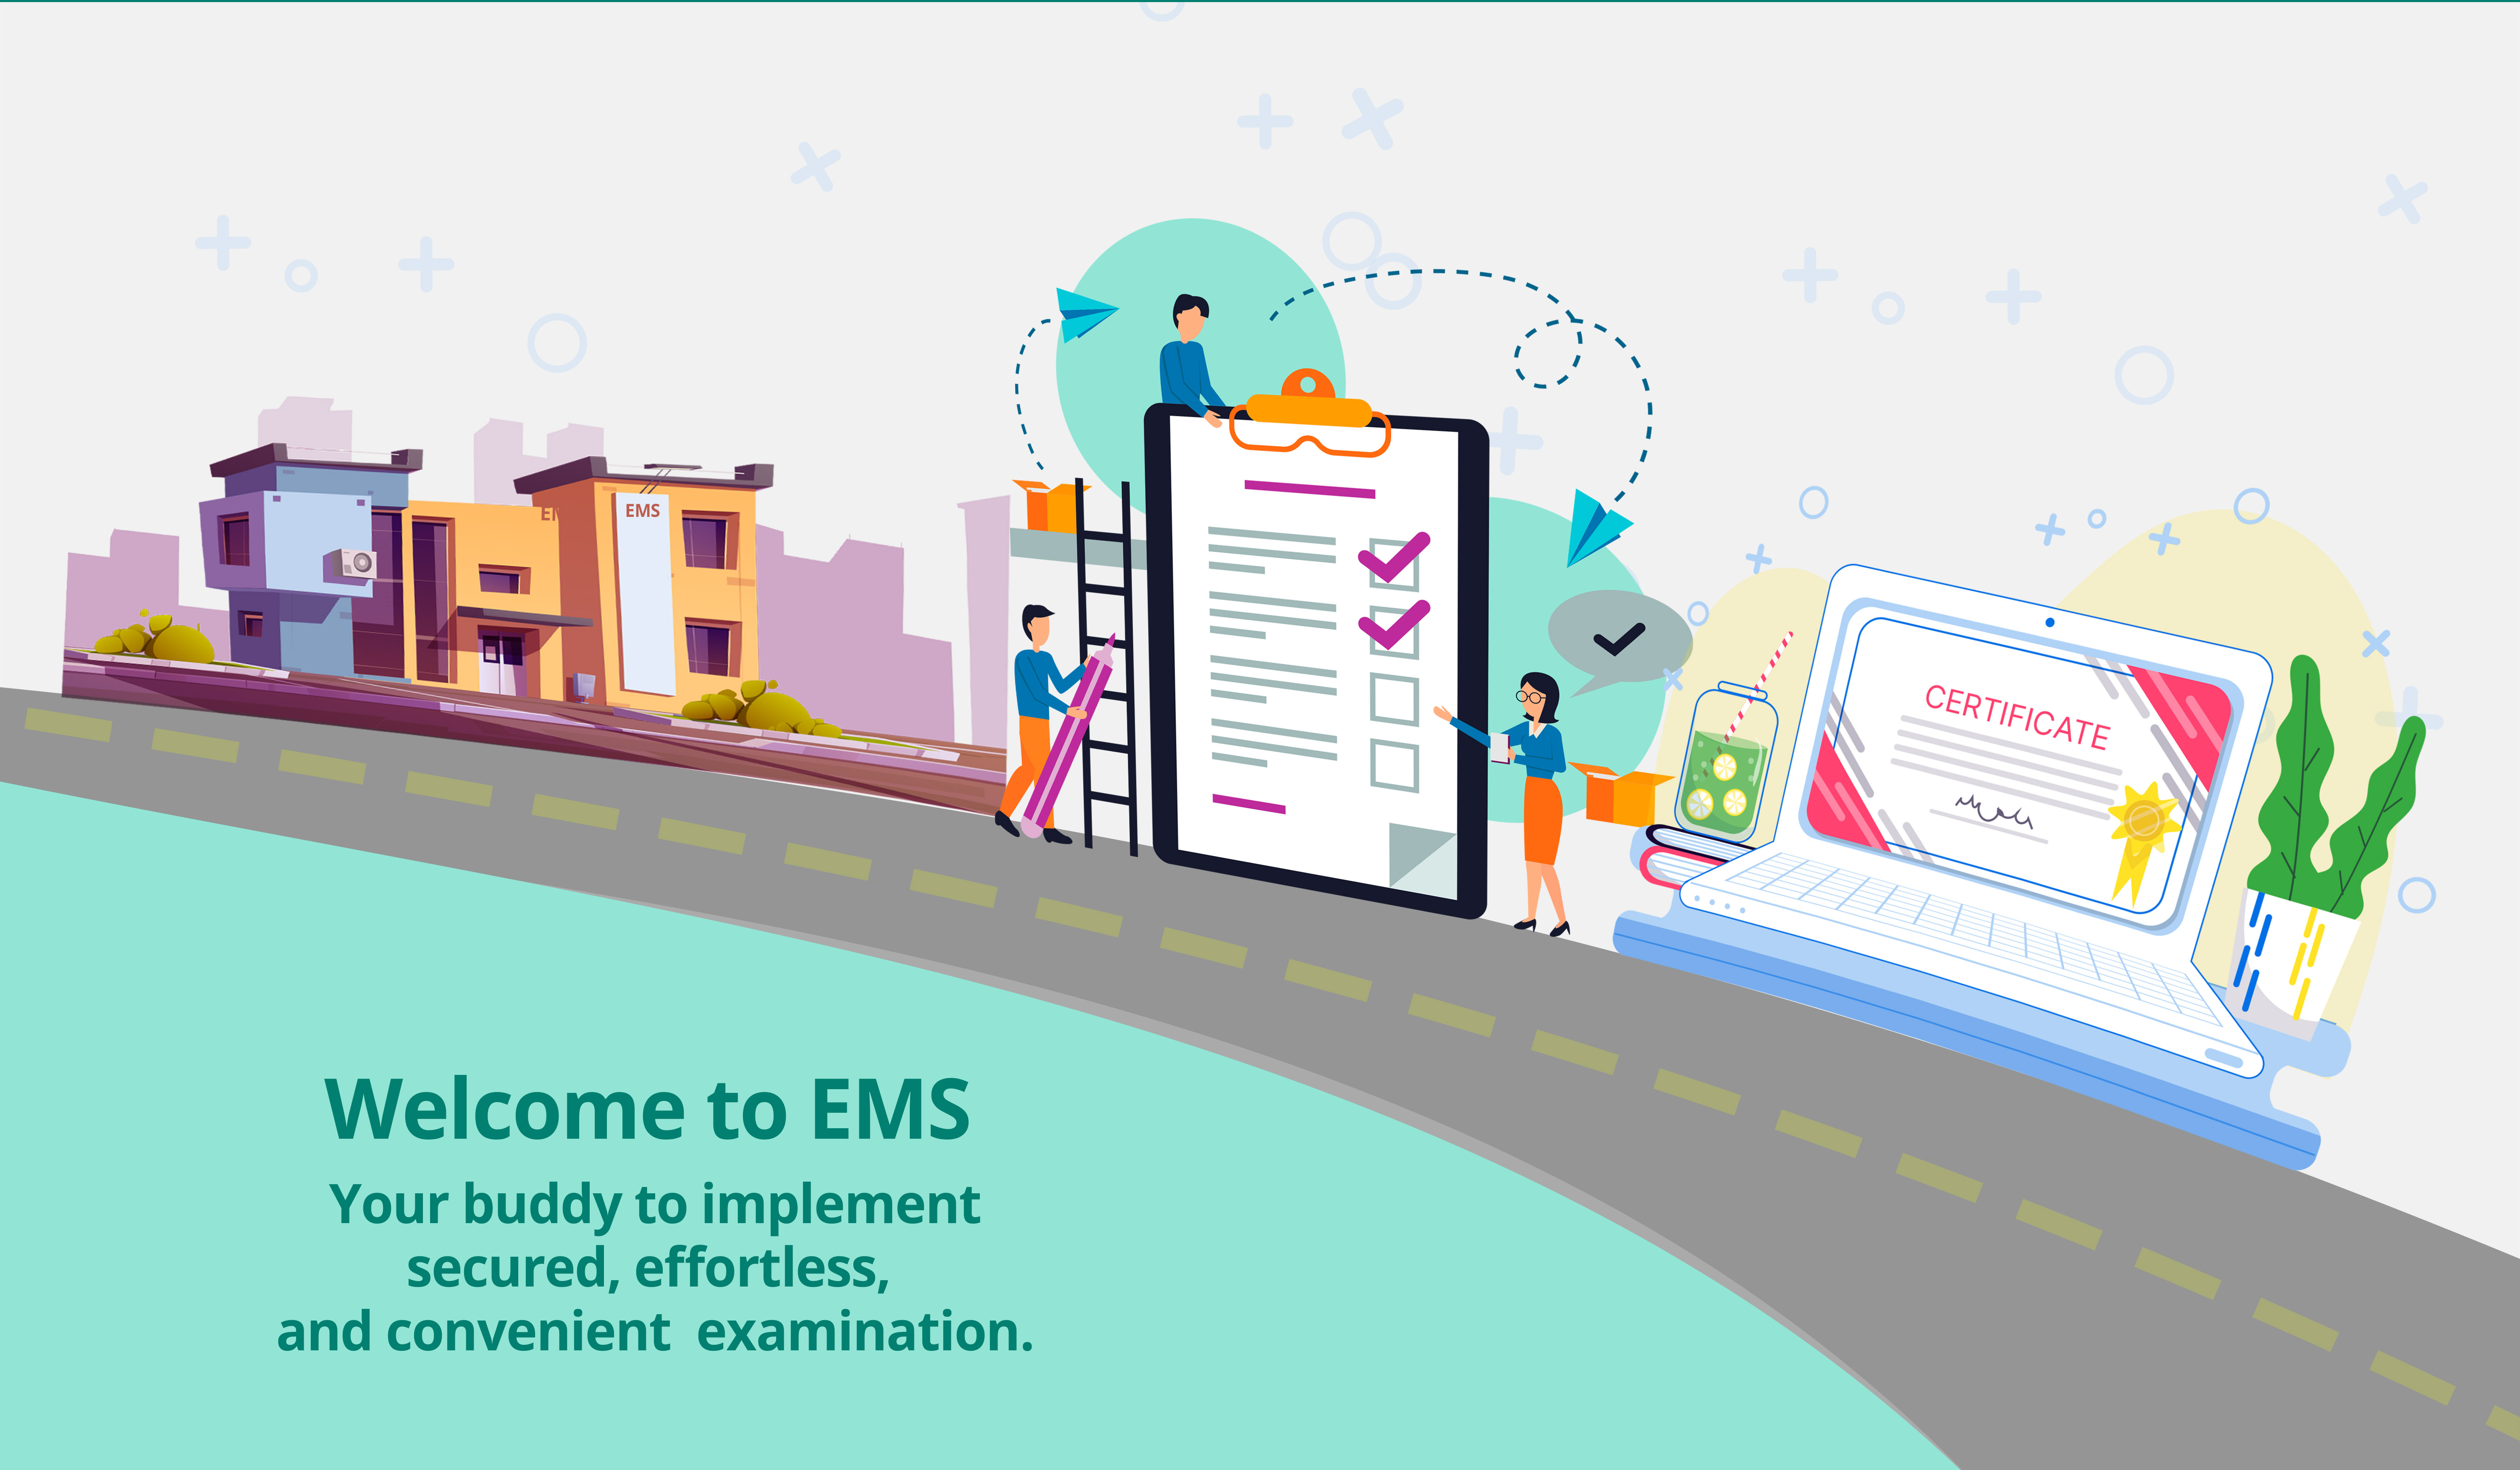 EMS
CERTIFICATE
Welcome to EMS
Your buddy to implement
secured, effortless,
and convenient examination.